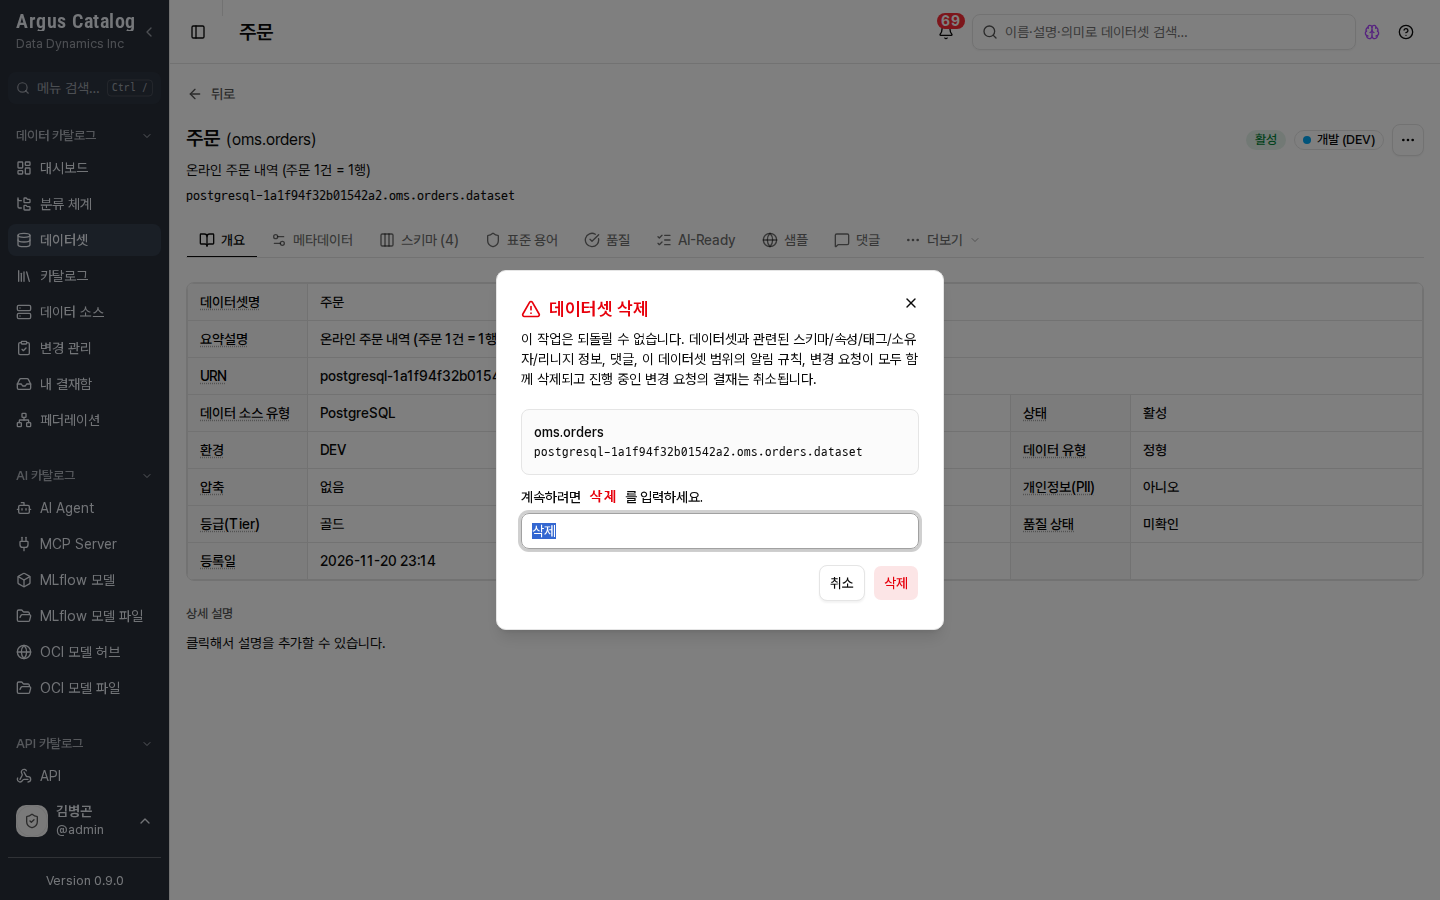 Argus Catalog
Data Dynamics Inc
메뉴 검색... Ctrl /
데이터 카탈로그
대시보드
분류 체계
데이터셋
카탈로그
데이터 소스
변경 관리
내 결재함
페더레이션
AI 카탈로그
AI Agent
MCP Server
MLflow 모델
MLflow 모델 파일
OCI 모델 허브
OCI 모델 파일
API 카탈로그
API
김병곤
@admin
Version 0.9.0
주문
69
이름·설명·의미로 데이터셋 검색...
뒤로
주문 (oms.orders)
활성
개발 (DEV)
온라인 주문 내역 (주문 1건 = 1행)
postgresql-1a1f94f32b01542a2.oms.orders.dataset
개요 메타데이터 스키마 (4) 표준 용어 품질 AI-Ready 샘플 댓글 더보기
데이터셋명 주문
요약설명 온라인 주문 내역 (주문 1건 = 1행
URN postgresql-1a1f94f32b0154
데이터 소스 유형 PostgreSQL 상태 활성
환경 DEV 데이터 유형 정형
압축 없음 개인정보(PII) 아니오
등급(Tier) 골드 품질 상태 미확인
등록일 2026-11-20 23:14
상세 설명
클릭해서 설명을 추가할 수 있습니다.
데이터셋 삭제
이 작업은 되돌릴 수 없습니다. 데이터셋과 관련된 스키마/속성/태그/소유
자/리니지 정보, 댓글, 이 데이터셋 범위의 알림 규칙, 변경 요청이 모두 함
께 삭제되고 진행 중인 변경 요청의 결재는 취소됩니다.
oms.orders
postgresql-1a1f94f32b01542a2.oms.orders.dataset
계속하려면 삭제 를 입력하세요.
삭제
취소 삭제